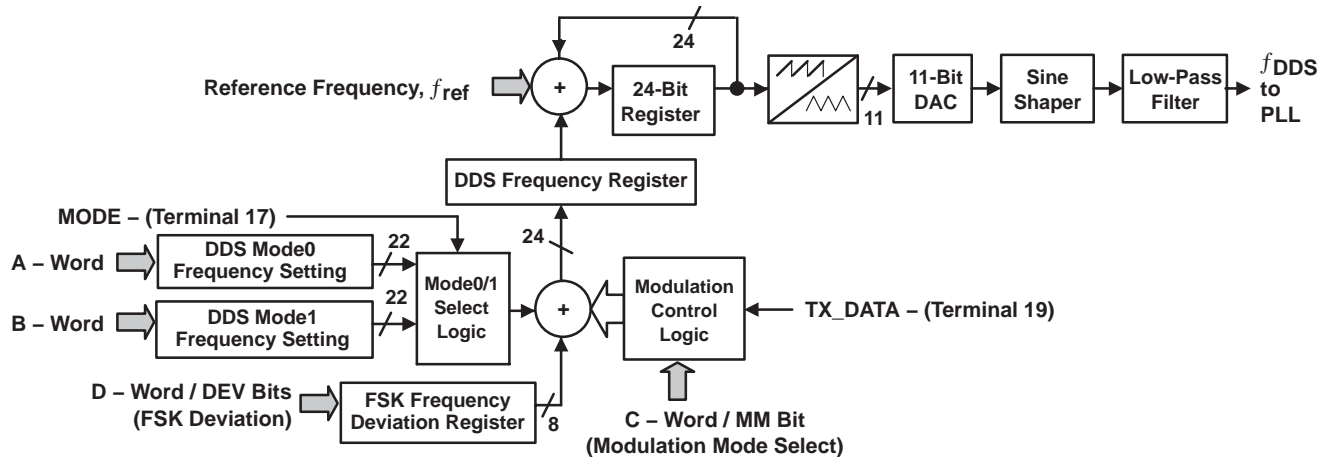 24
Reference Frequency, fref
+
24-Bit
Register
11
11-Bit
DAC
Sine
Shaper
Low-Pass
Filter
fDDS
to
PLL
DDS Frequency Register
MODE – (Terminal 17)
24
A – Word
DDS Mode0
Frequency Setting
22
B – Word
DDS Mode1
Frequency Setting
22
Mode0/1
Select
Logic
+
Modulation
Control
Logic
TX_DATA – (Terminal 19)
D – Word / DEV Bits
(FSK Deviation)
FSK Frequency
Deviation Register
8
C – Word / MM Bit
(Modulation Mode Select)